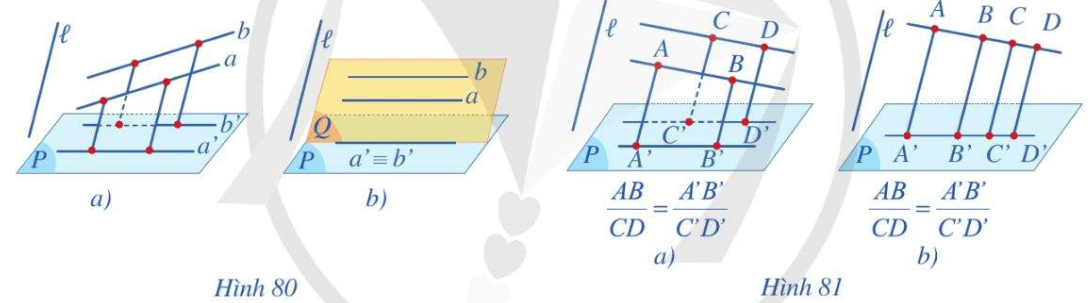 ℓ b a b' a' P a)
ℓ b a Q P a' ≡ b' b)
Hình 80
ℓ C D A B C' D' P A' B'
AB/CD = A'B'/C'D'
a)
ℓ A B C D P A' B' C' D'
AB/CD = A'B'/C'D'
b)
Hình 81